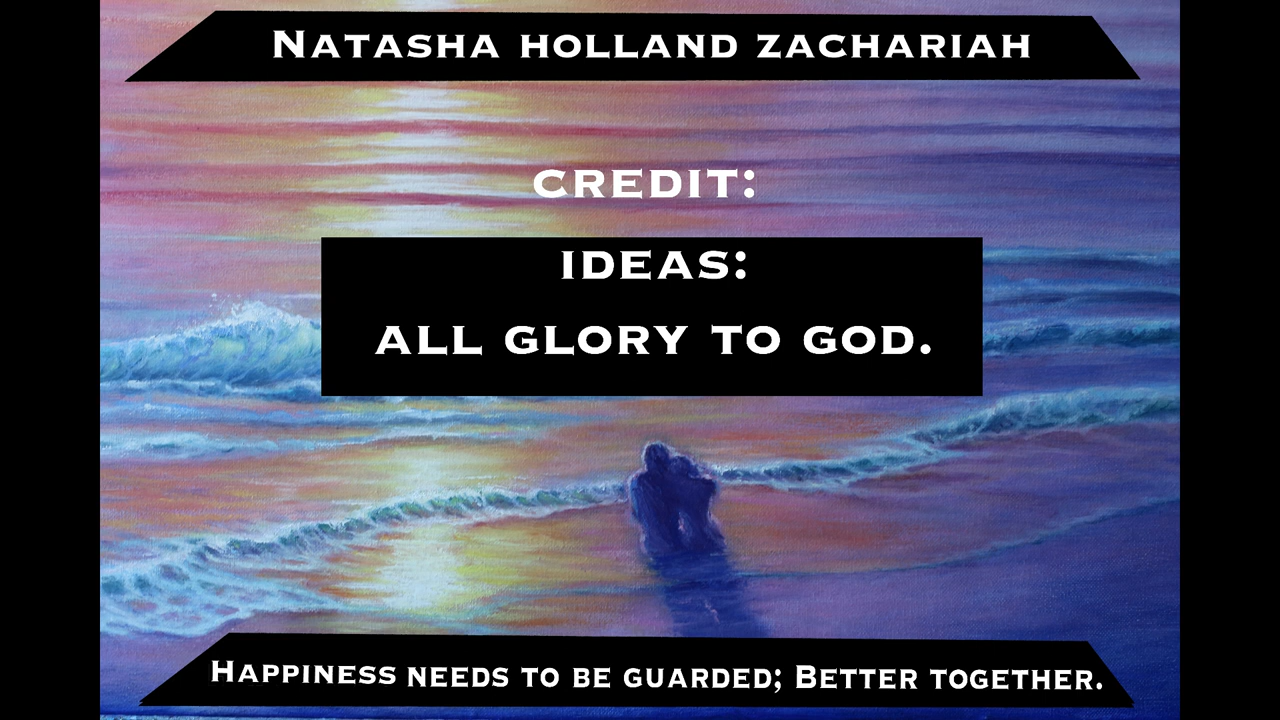 Natasha holland zachariah
credit:
ideas:
all glory to god.
Happiness needs to be guarded; Better together.